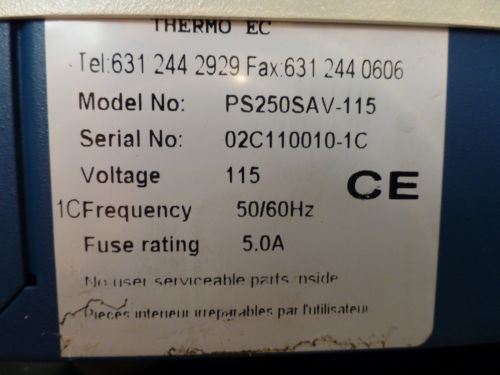 THERMO EC
Tel:631 244 2929 Fax:631 244 0606
Model No: PS250SAV-115
Serial No: 02C110010-1C
Voltage 115
CE
1CFrequency 50/60Hz
Fuse rating 5.0A
No user serviceable parts inside
Pieces interieur irreparables par l'utilisateur